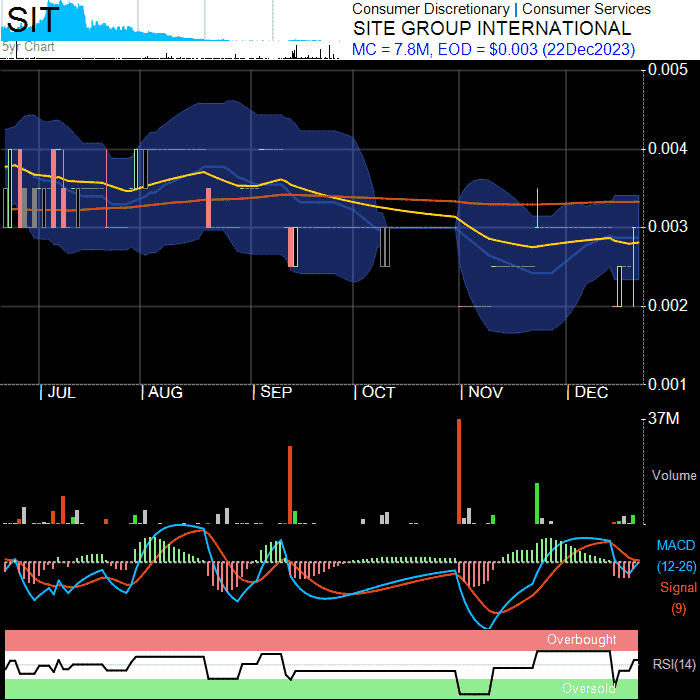 SIT
5yr Chart
Consumer Discretionary | Consumer Services
SITE GROUP INTERNATIONAL
MC = 7.8M, EOD = $0.003 (22Dec2023)
0.005
0.004
0.003
0.002
0.001
JUL
AUG
SEP
OCT
NOV
DEC
37M
Volume
MACD
(12-26)
Signal
(9)
Overbought
RSI(14)
Oversold